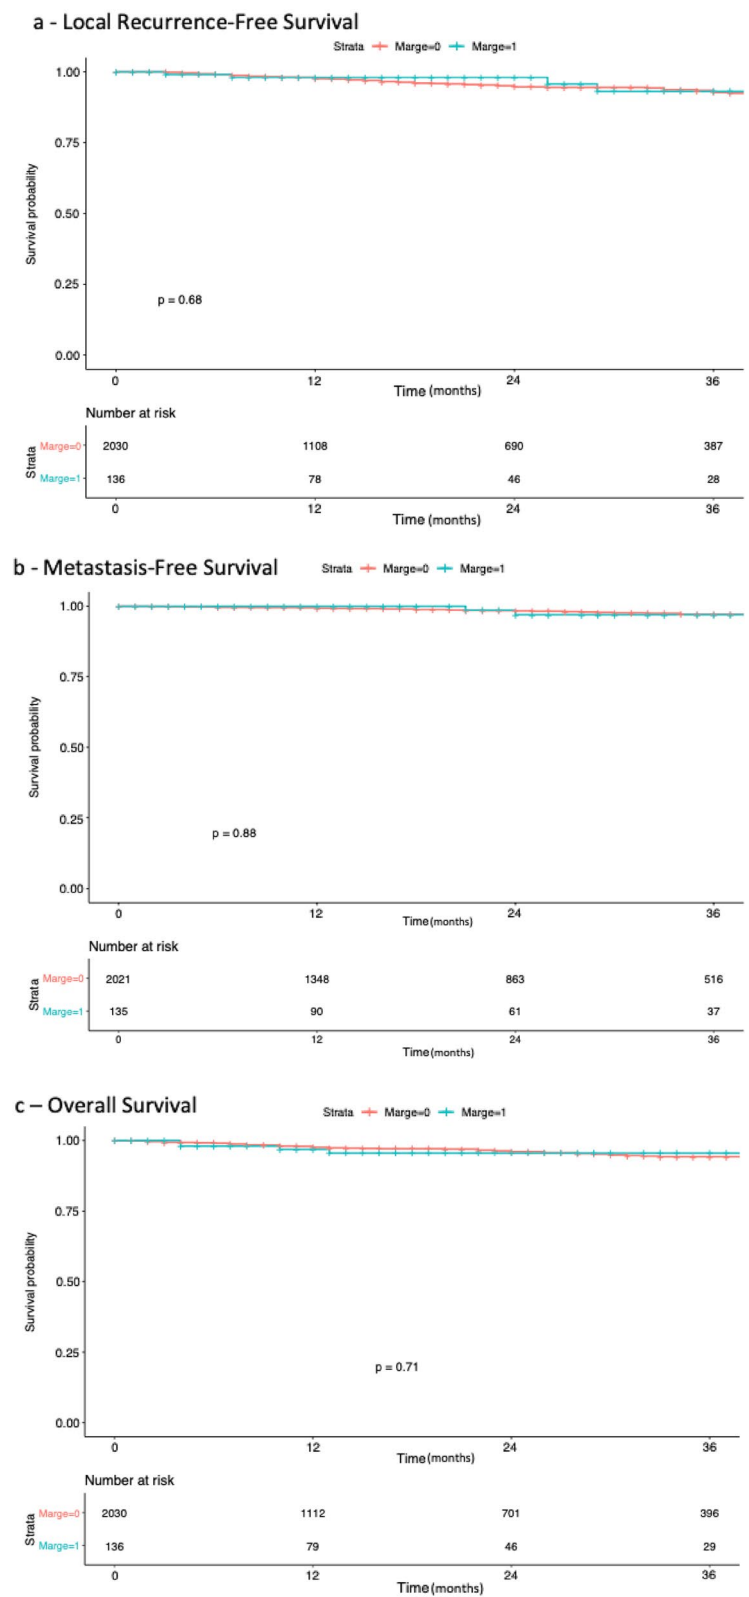 a - Local Recurrence-Free Survival
Strata Marge=0 Marge=1
1.00
0.75
0.50
0.25
0.00
Survival probability
p = 0.68
0 12 24 36
Time (months)
Number at risk
Strata
Marge=0 2030 1108 690 387
Marge=1 136 78 46 28
0 12 24 36
Time (months)
b - Metastasis-Free Survival
Strata Marge=0 Marge=1
1.00
0.75
0.50
0.25
0.00
Survival probability
p = 0.88
0 12 24 36
Time (months)
Number at risk
Strata
Marge=0 2021 1348 863 516
Marge=1 135 90 61 37
0 12 24 36
Time (months)
c – Overall Survival
Strata Marge=0 Marge=1
1.00
0.75
0.50
0.25
0.00
Survival probability
p = 0.71
0 12 24 36
Time (months)
Number at risk
Strata
Marge=0 2030 1112 701 396
Marge=1 136 79 46 29
0 12 24 36
Time (months)